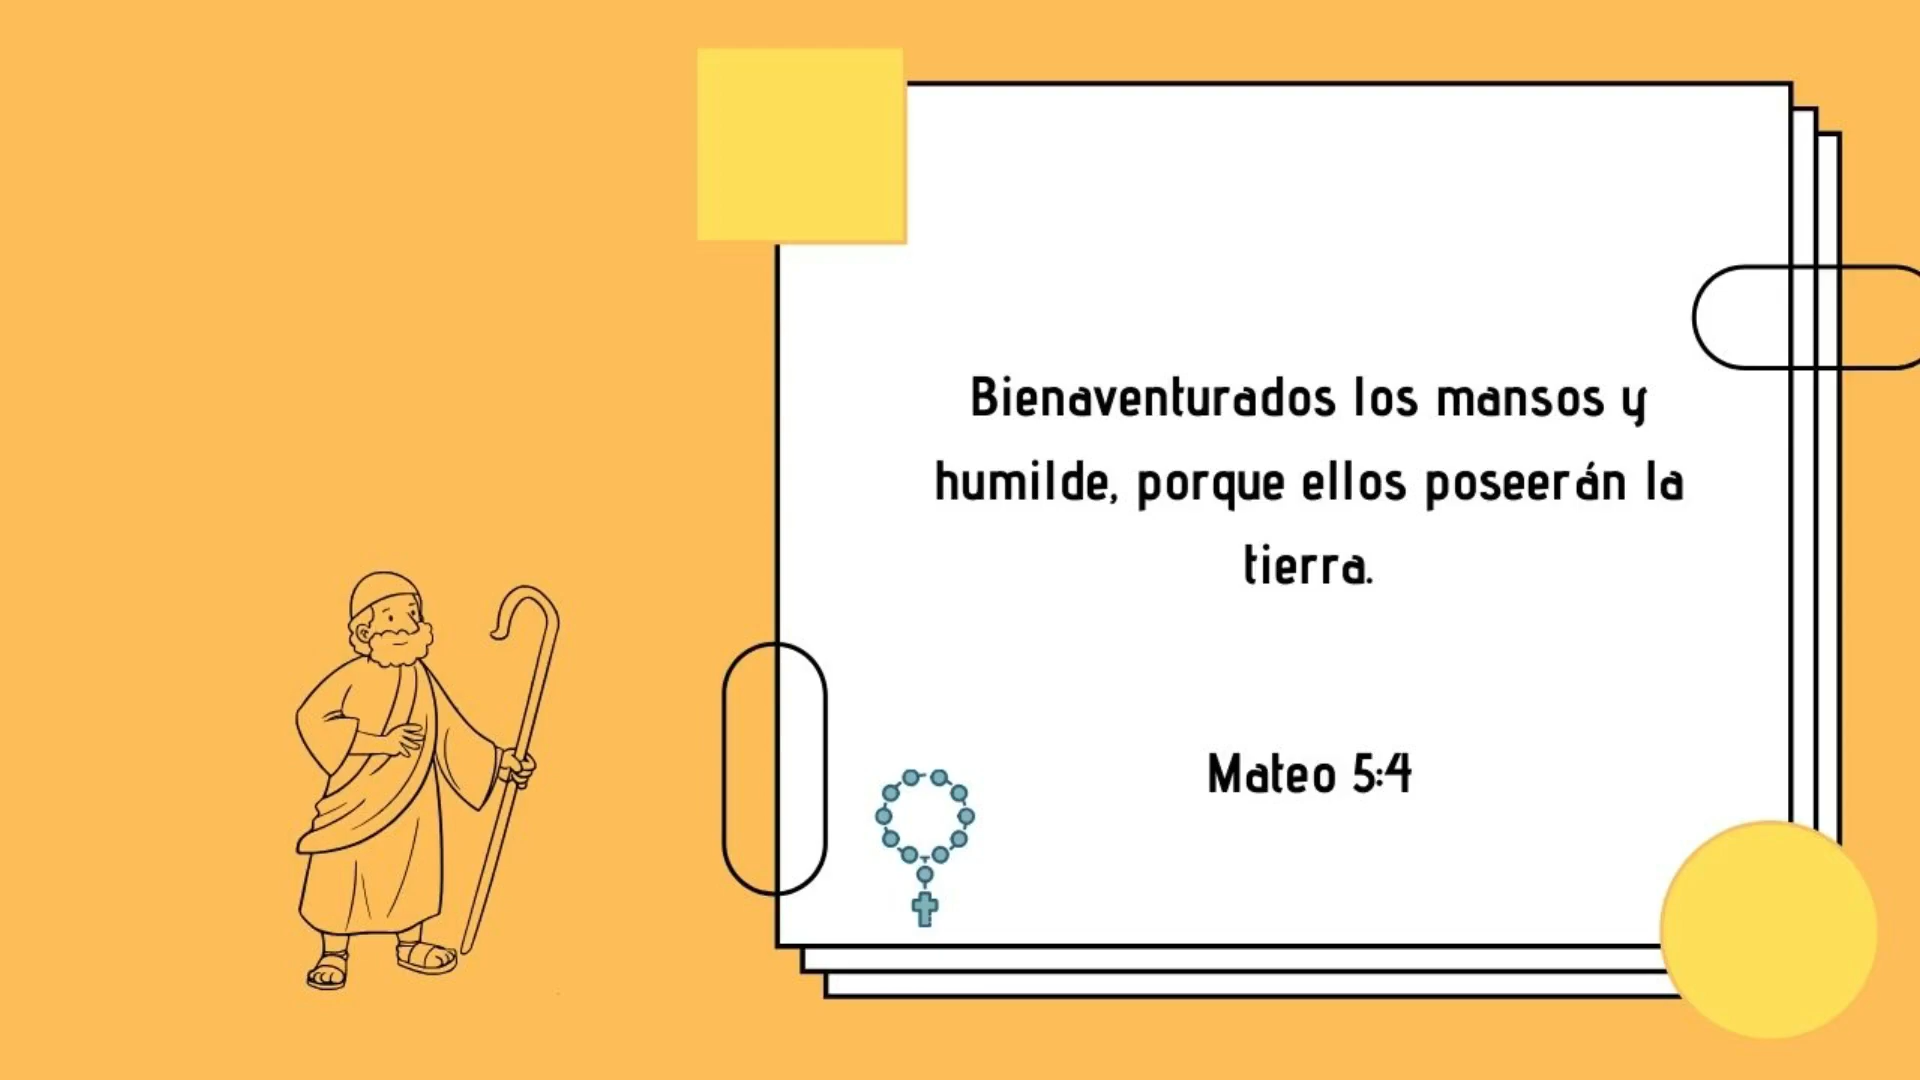 Bienaventurados los mansos y
humilde, porque ellos poseerán la
tierra.
Mateo 5:4